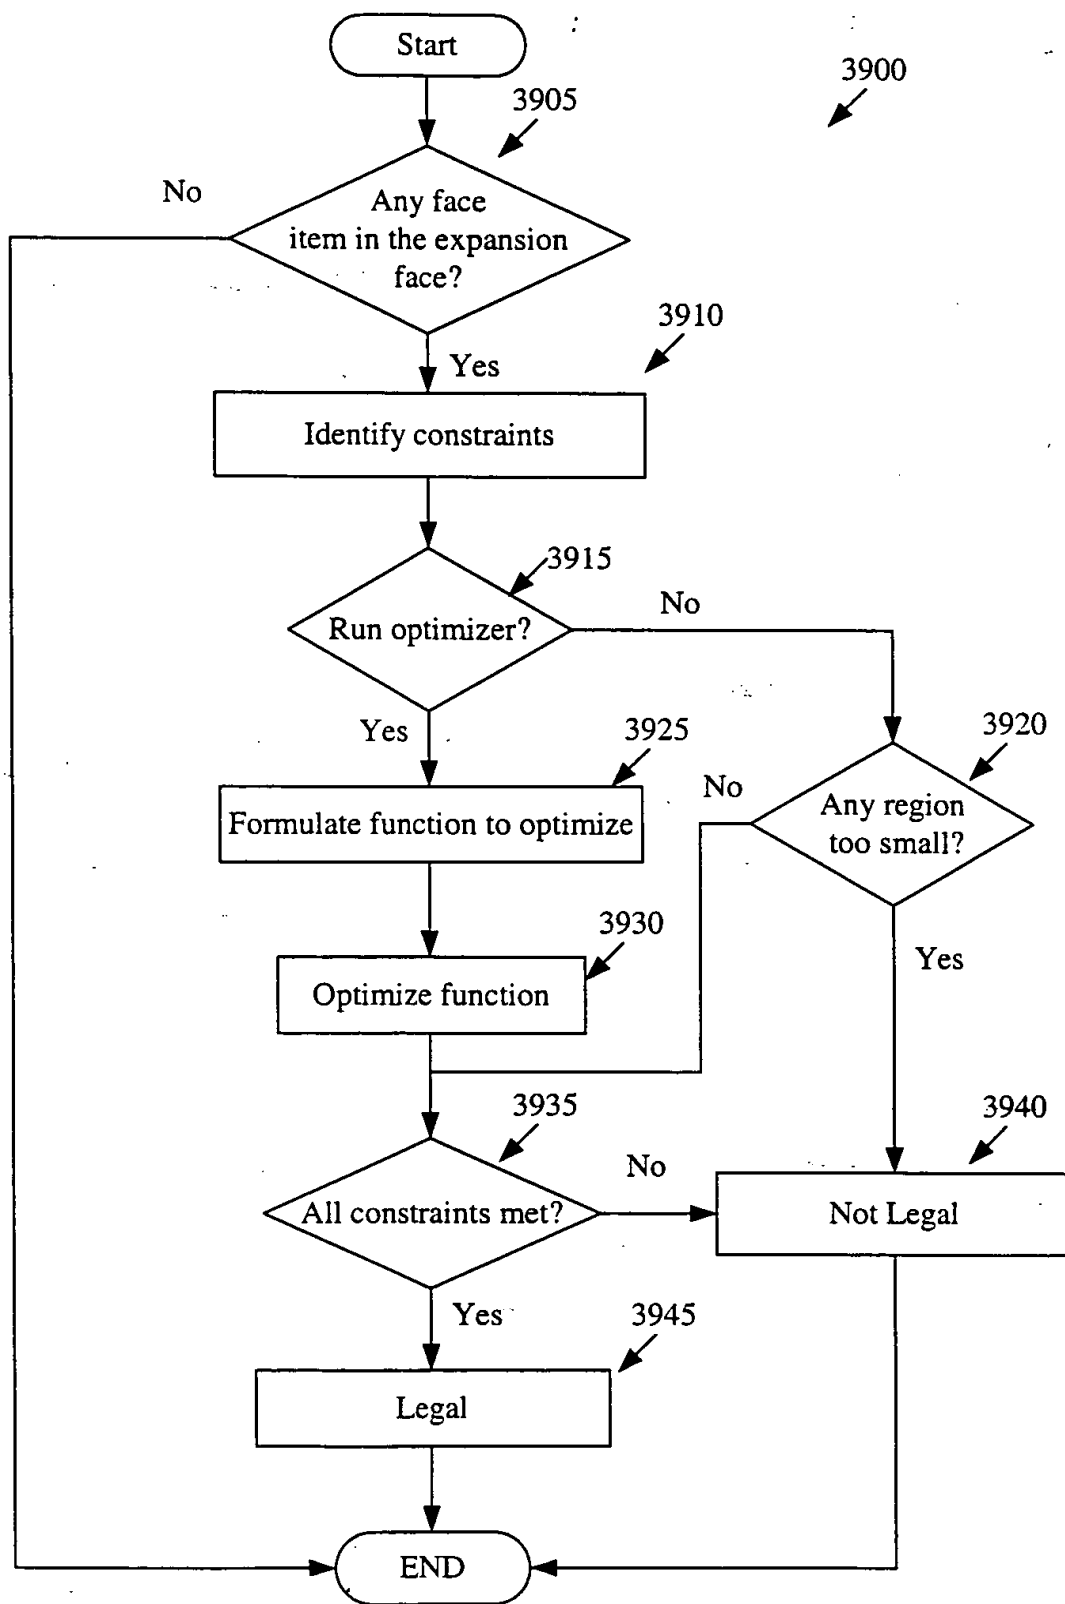 Start
3900
3905
No
Any face
item in the expansion
face?
3910
Yes
Identify constraints
3915
No
Run optimizer?
Yes
3925
3920
No
Any region
too small?
Formulate function to optimize
3930
Yes
Optimize function
3935
3940
No
All constraints met?
Not Legal
Yes
3945
Legal
END